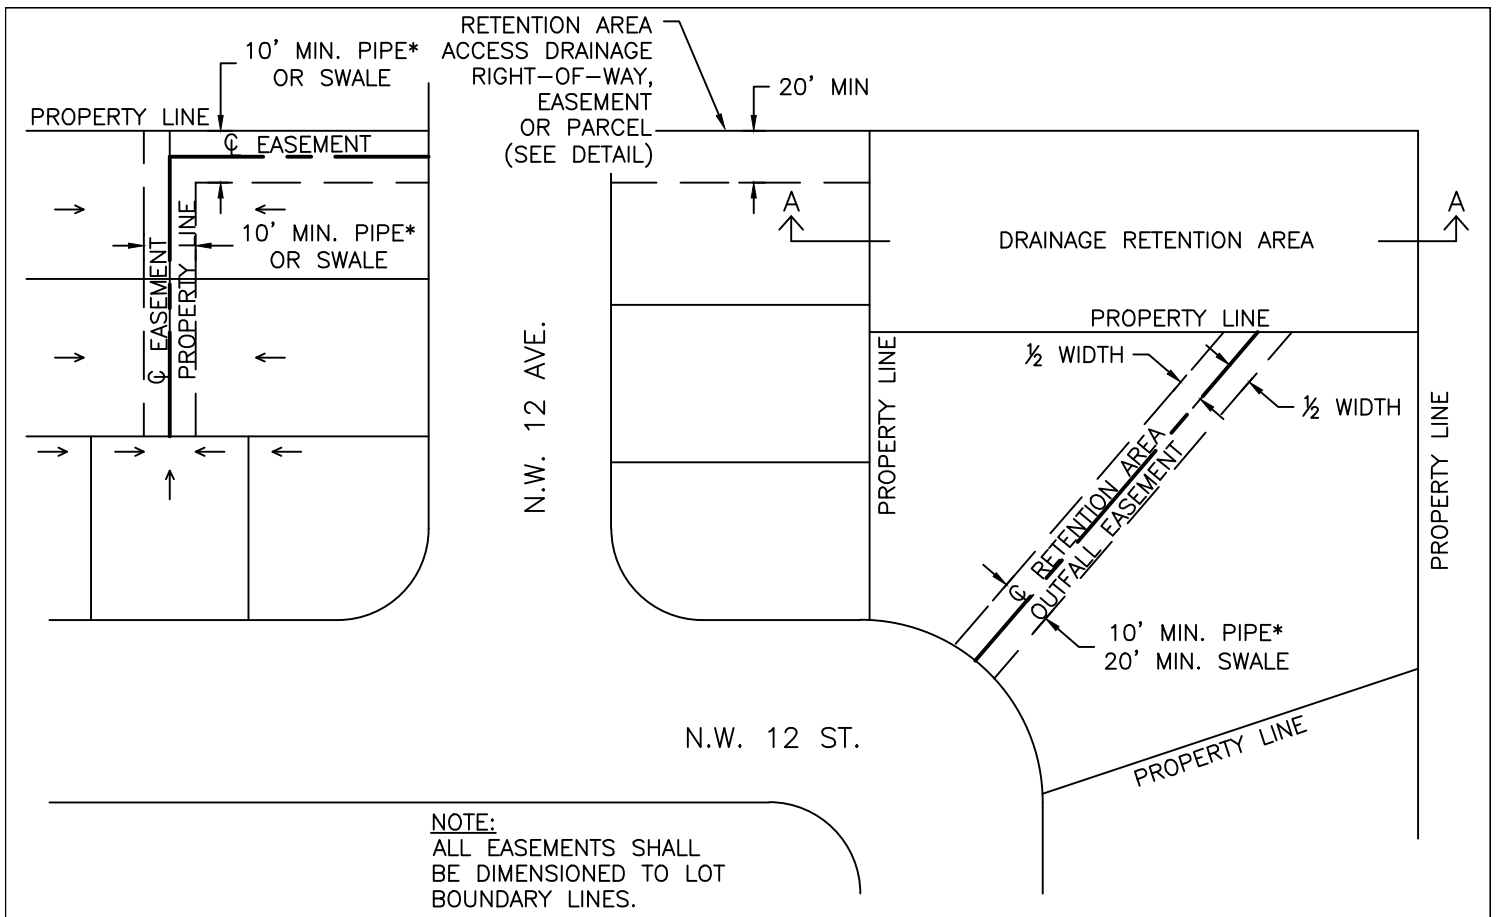 RETENTION AREA
ACCESS DRAINAGE
RIGHT-OF-WAY,
EASEMENT
OR PARCEL
(SEE DETAIL)
10' MIN. PIPE*
OR SWALE
20' MIN
PROPERTY LINE
℄ EASEMENT
10' MIN. PIPE*
OR SWALE
℄ EASEMENT
PROPERTY LINE
A
A
DRAINAGE RETENTION AREA
PROPERTY LINE
½ WIDTH
½ WIDTH
PROPERTY LINE
PROPERTY LINE
N.W. 12 AVE.
℄ RETENTION AREA
OUTFALL EASEMENT
10' MIN. PIPE*
20' MIN. SWALE
N.W. 12 ST.
PROPERTY LINE
NOTE:
ALL EASEMENTS SHALL
BE DIMENSIONED TO LOT
BOUNDARY LINES.